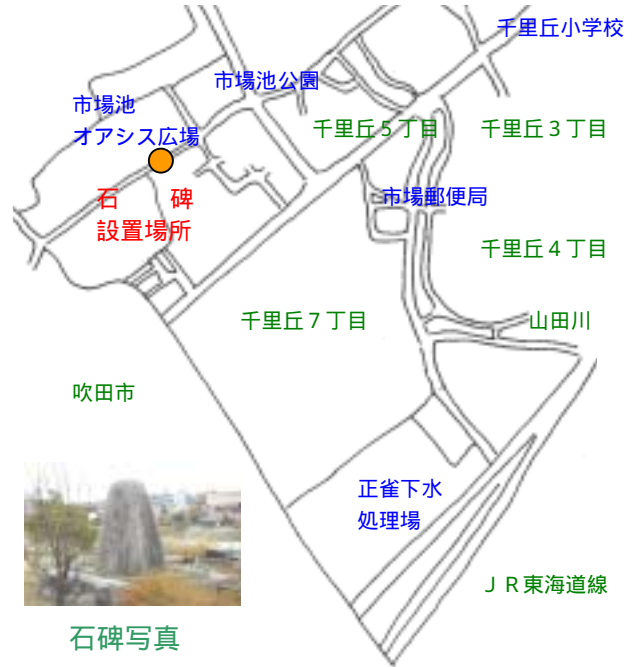 千里丘小学校
市場池公園
市場池
オアシス広場
千里丘５丁目
千里丘３丁目
石　碑
設置場所
市場郵便局
千里丘４丁目
千里丘７丁目
山田川
吹田市
正雀下水
処理場
ＪＲ東海道線
石碑写真